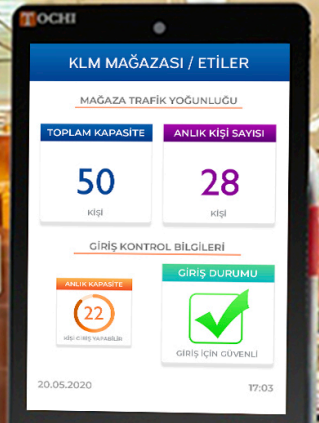 TOCHI
KLM MAĞAZASI / ETİLER
MAĞAZA TRAFİK YOĞUNLUĞU
TOPLAM KAPASİTE
50
KİŞİ
ANLIK KİŞİ SAYISI
28
KİŞİ
GİRİŞ KONTROL BİLGİLERİ
ANLIK KAPASİTE
22
KİŞİ GİRİŞ YAPABİLİR
GİRİŞ DURUMU
GİRİŞ İÇİN GÜVENLİ
20.05.2020
17:03